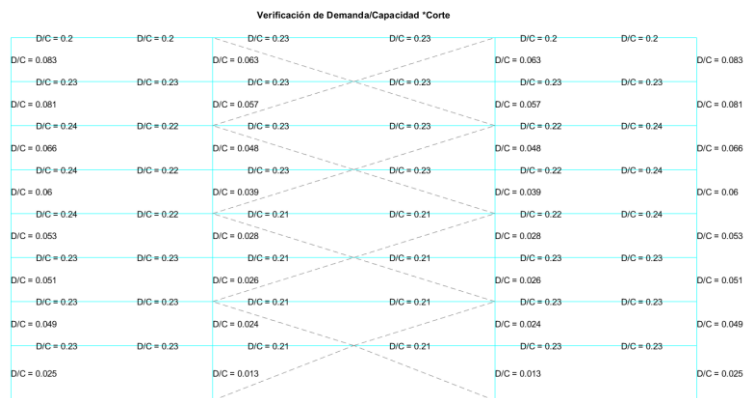 Verificación de Demanda/Capacidad *Corte
D/C = 0.2 D/C = 0.2 D/C = 0.23 D/C = 0.23 D/C = 0.2 D/C = 0.2
D/C = 0.083 D/C = 0.063 D/C = 0.063 D/C = 0.083
D/C = 0.23 D/C = 0.23 D/C = 0.23 D/C = 0.23 D/C = 0.23 D/C = 0.23
D/C = 0.081 D/C = 0.057 D/C = 0.057 D/C = 0.081
D/C = 0.24 D/C = 0.22 D/C = 0.23 D/C = 0.23 D/C = 0.22 D/C = 0.24
D/C = 0.066 D/C = 0.048 D/C = 0.048 D/C = 0.066
D/C = 0.24 D/C = 0.22 D/C = 0.23 D/C = 0.23 D/C = 0.22 D/C = 0.24
D/C = 0.06 D/C = 0.039 D/C = 0.039 D/C = 0.06
D/C = 0.24 D/C = 0.22 D/C = 0.21 D/C = 0.21 D/C = 0.22 D/C = 0.24
D/C = 0.053 D/C = 0.028 D/C = 0.028 D/C = 0.053
D/C = 0.23 D/C = 0.23 D/C = 0.21 D/C = 0.21 D/C = 0.23 D/C = 0.23
D/C = 0.051 D/C = 0.026 D/C = 0.026 D/C = 0.051
D/C = 0.23 D/C = 0.23 D/C = 0.21 D/C = 0.21 D/C = 0.23 D/C = 0.23
D/C = 0.049 D/C = 0.024 D/C = 0.024 D/C = 0.049
D/C = 0.23 D/C = 0.23 D/C = 0.21 D/C = 0.21 D/C = 0.23 D/C = 0.23
D/C = 0.025 D/C = 0.013 D/C = 0.013 D/C = 0.025